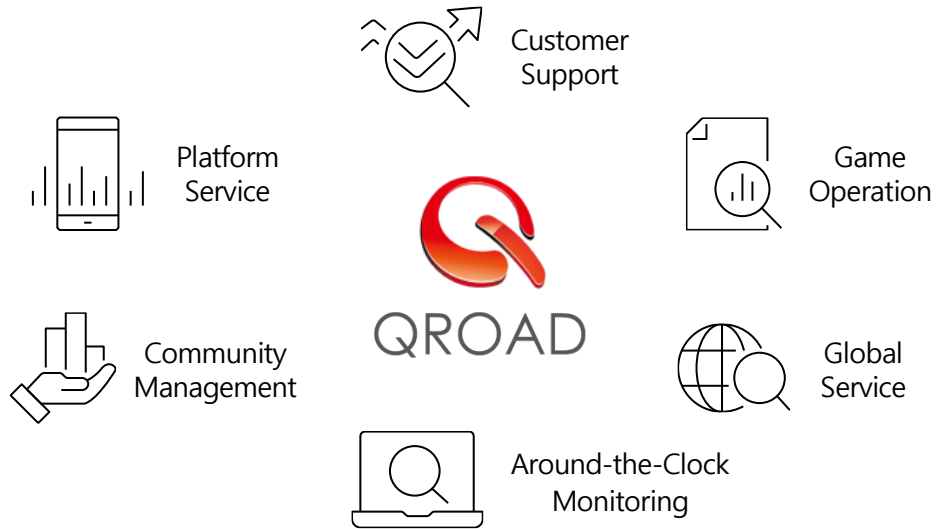 Customer
Support
Platform
Service
Game
Operation
QROAD
Community
Management
Global
Service
Around-the-Clock
Monitoring